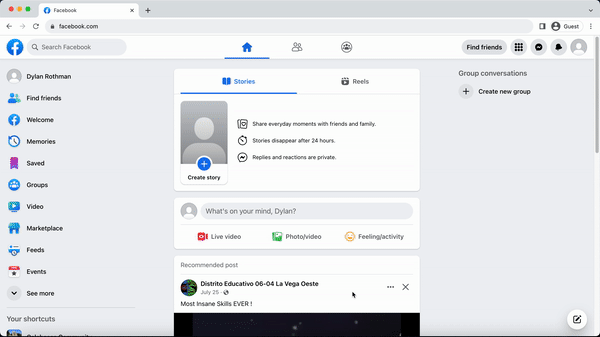 Facebook
facebook.com
Guest
Search Facebook
Find friends
Dylan Rothman
Find friends
Welcome
Memories
Saved
Groups
Video
Marketplace
Feeds
Events
See more
Your shortcuts
Stories
Reels
Create story
Share everyday moments with friends and family.
Stories disappear after 24 hours.
Replies and reactions are private.
What's on your mind, Dylan?
Live video
Photo/video
Feeling/activity
Recommended post
Distrito Educativo 06-04 La Vega Oeste
July 25 ·
Most Insane Skills EVER !
Group conversations
Create new group